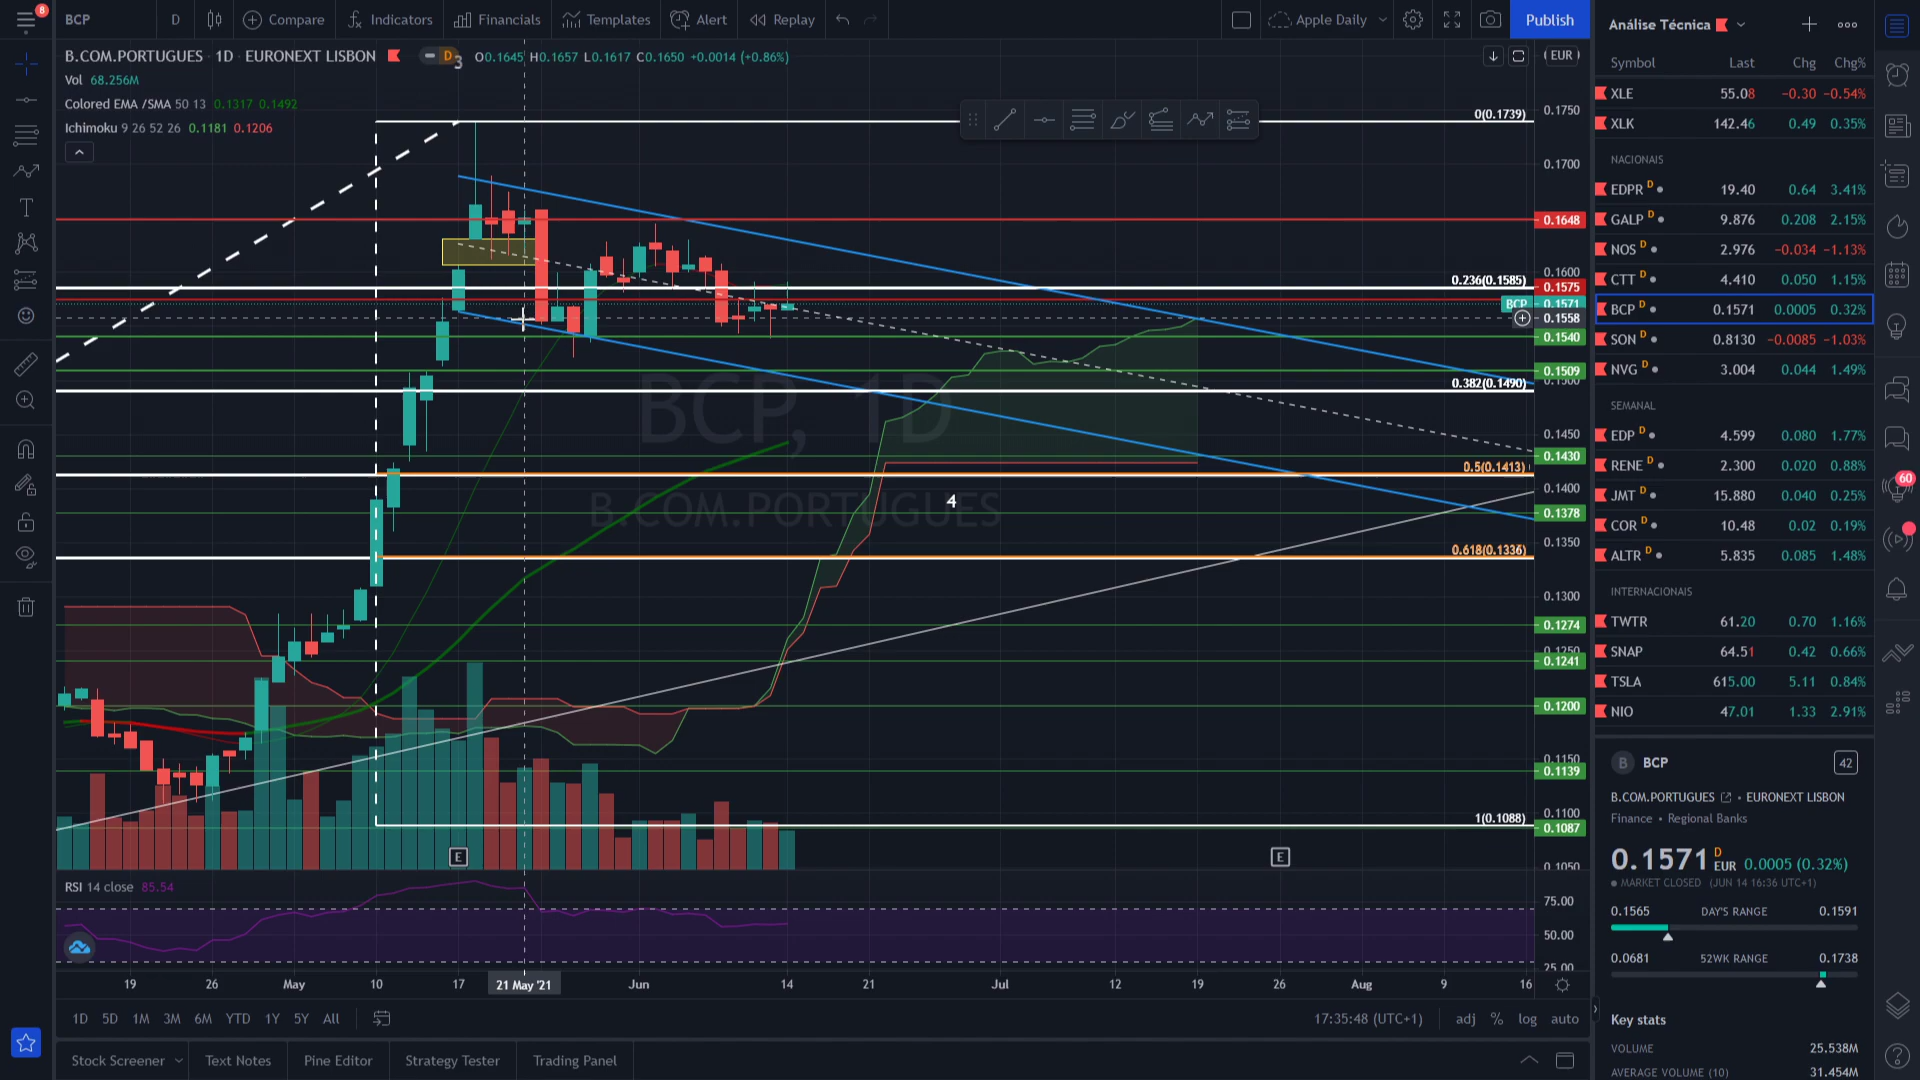 8
BCP
D
Compare
Indicators
Financials
Templates
Alert
Replay
Apple Daily
Publish
B.COM.PORTUGUES 1D EURONEXT LISBON
D
3
O0.1645 H0.1657 L0.1617 C0.1650 +0.0014 (+0.86%)
EUR
Vol 68.256M
Colored EMA /SMA 50 13 0.1317 0.1492
Ichimoku 9 26 52 26 0.1181 0.1206
BCP, 1D
B.COM.PORTUGUES
4
0(0.1739)
0.236(0.1585)
0.382(0.1490)
0.5(0.1413)
0.618(0.1336)
1(0.1088)
0.1750
0.1700
0.1648
0.1600
0.1575
BCP 0.1571
0.1558
0.1540
0.1509
0.1500
0.1450
0.1430
0.1400
0.1378
0.1350
0.1300
0.1274
0.1250
0.1241
0.1200
0.1150
0.1139
0.1100
0.1087
0.1050
E
E
RSI 14 close 85.54
75.00
50.00
25.00
19
26
May
10
17
21 May '21
Jun
14
21
Jul
12
19
26
Aug
9
16
1D 5D 1M 3M 6M YTD 1Y 5Y All
17:35:48 (UTC+1)
adj % log auto
Stock Screener
Text Notes
Pine Editor
Strategy Tester
Trading Panel
Análise Técnica
Symbol Last Chg Chg%
XLE 55.08 −0.30 −0.54%
XLK 142.46 0.49 0.35%
NACIONAIS
EDPR D 19.40 0.64 3.41%
GALP D 9.876 0.208 2.15%
NOS D 2.976 −0.034 −1.13%
CTT D 4.410 0.050 1.15%
BCP D 0.1571 0.0005 0.32%
SON D 0.8130 −0.0085 −1.03%
NVG D 3.004 0.044 1.49%
SEMANAL
EDP D 4.599 0.080 1.77%
RENE D 2.300 0.020 0.88%
JMT D 15.880 0.040 0.25%
COR D 10.48 0.02 0.19%
ALTR D 5.835 0.085 1.48%
INTERNACIONAIS
TWTR 61.20 0.70 1.16%
SNAP 64.51 0.42 0.66%
TSLA 615.00 5.11 0.84%
NIO 47.01 1.33 2.91%
B BCP 42
B.COM.PORTUGUES • EURONEXT LISBON
Finance • Regional Banks
0.1571 D EUR 0.0005 (0.32%)
● MARKET CLOSED (JUN 14 16:36 UTC+1)
0.1565 DAY'S RANGE 0.1591
0.0681 52WK RANGE 0.1738
Key stats
VOLUME 25.538M
AVERAGE VOLUME (10) 31.454M
60